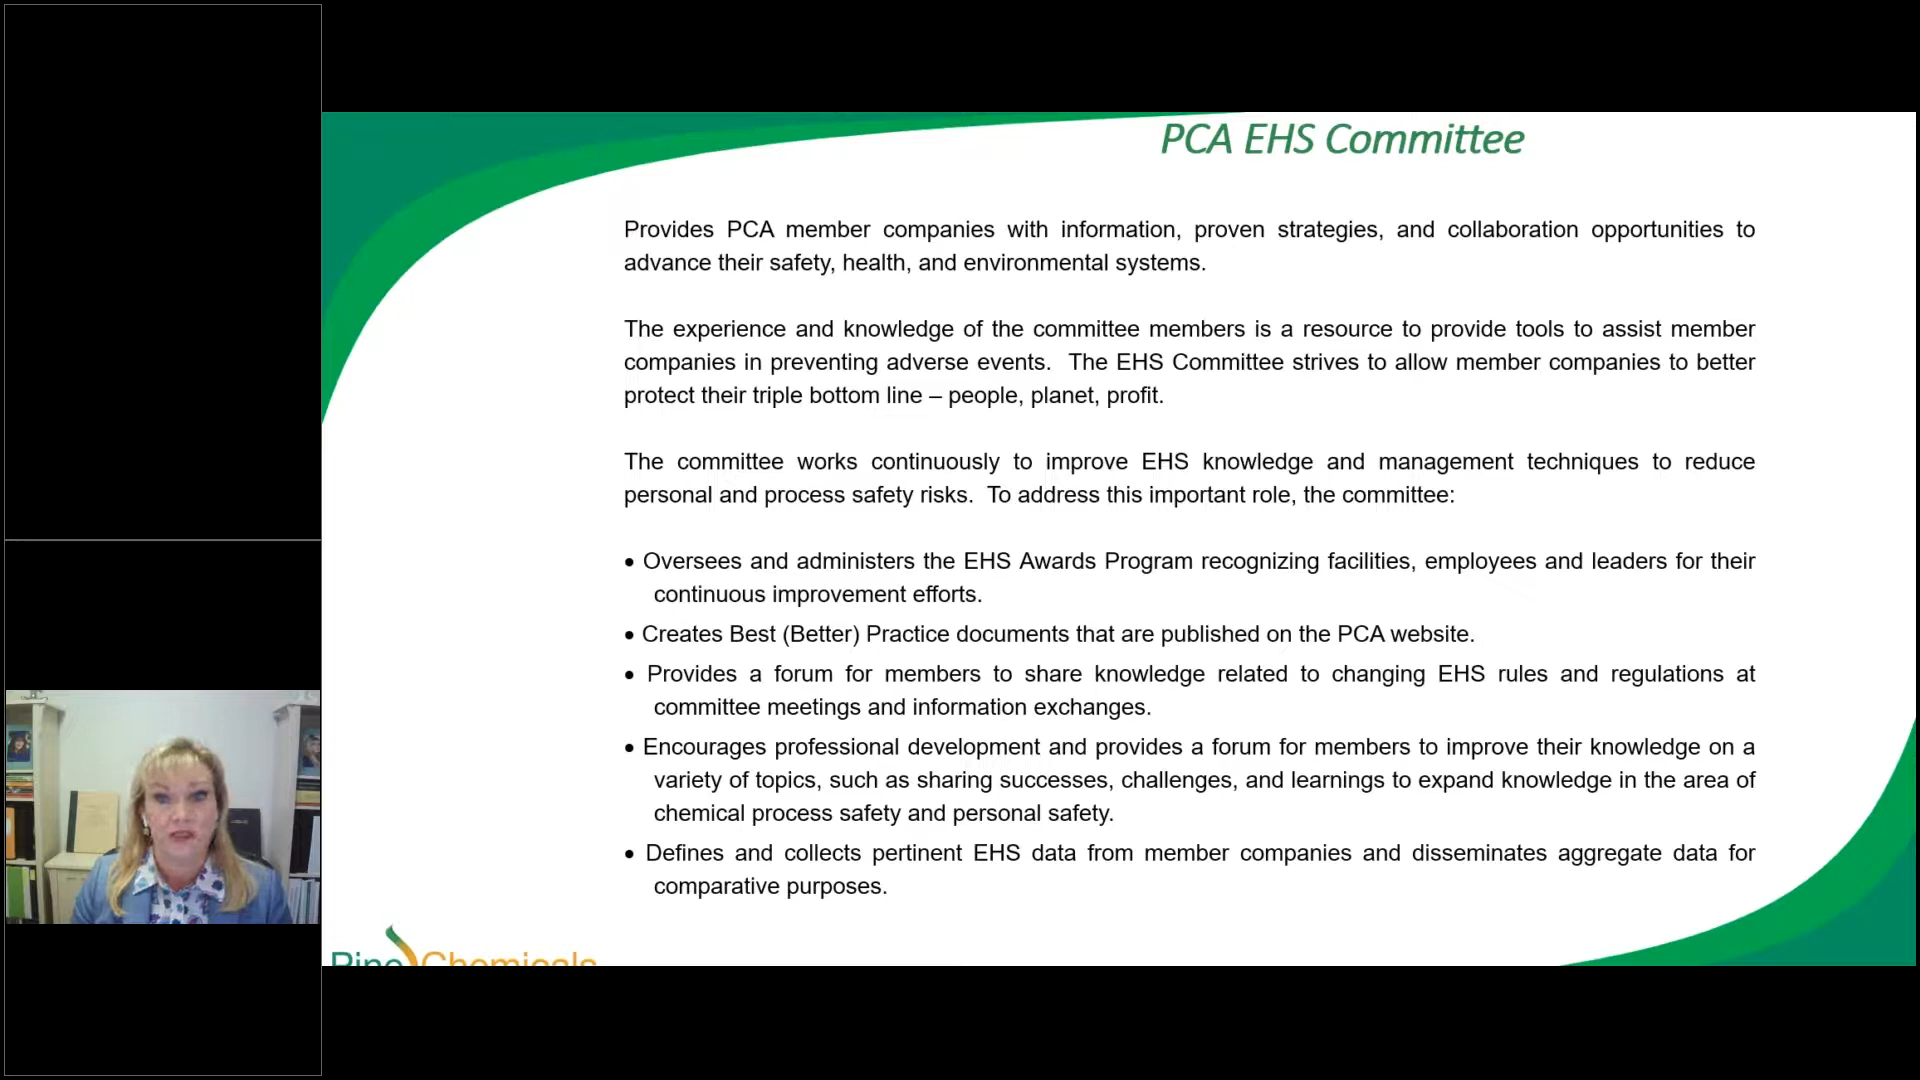 PCA EHS Committee
Provides PCA member companies with information, proven strategies, and collaboration opportunities to
advance their safety, health, and environmental systems.
The experience and knowledge of the committee members is a resource to provide tools to assist member
companies in preventing adverse events.  The EHS Committee strives to allow member companies to better
protect their triple bottom line – people, planet, profit.
The committee works continuously to improve EHS knowledge and management techniques to reduce
personal and process safety risks.  To address this important role, the committee:
• Oversees and administers the EHS Awards Program recognizing facilities, employees and leaders for their
continuous improvement efforts.
• Creates Best (Better) Practice documents that are published on the PCA website.
• Provides a forum for members to share knowledge related to changing EHS rules and regulations at
committee meetings and information exchanges.
• Encourages professional development and provides a forum for members to improve their knowledge on a
variety of topics, such as sharing successes, challenges, and learnings to expand knowledge in the area of
chemical process safety and personal safety.
• Defines and collects pertinent EHS data from member companies and disseminates aggregate data for
comparative purposes.
Pine Chemicals